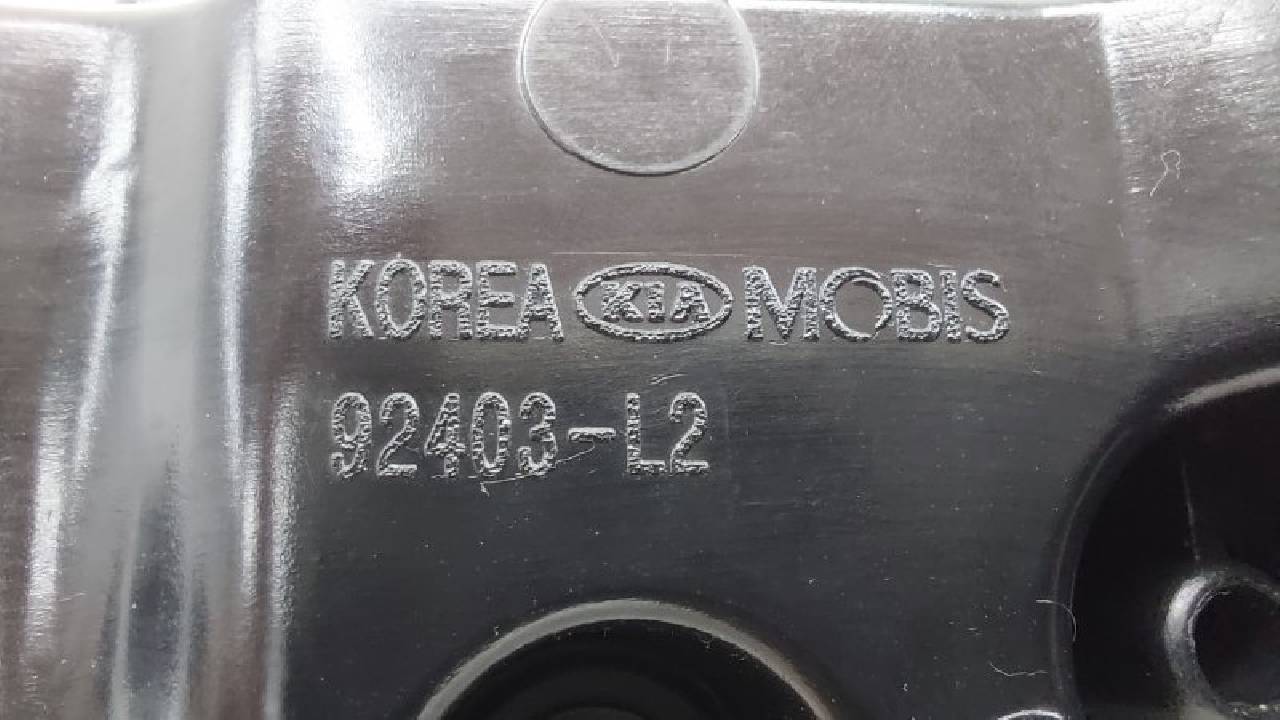 KOREA KIA MOBIS
92403-L2